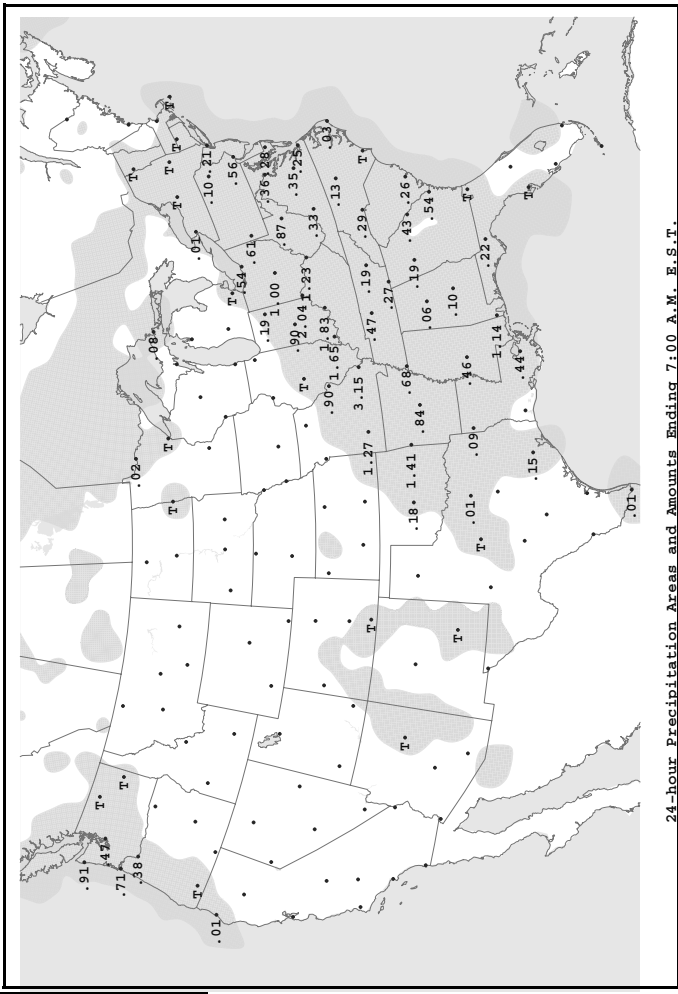 .91
T
.47
.71
T
T
.02
.38
.08
T
T
T
T
T
T
.01
T
.21
.10
.01
T
.56
.54
.61
.19
.36
.28
1.00
.87
.90
.35
.25
2.04
T
1.23
.33
1.83
.03
.90
1.65
.13
3.15
.29
T
.19
1.27
T
.47
.27
T
.68
.43
.26
1.41
.18
.19
.84
.06
.54
.10
T
.46
T
.01
.09
T
.22
1.14
.44
T
.15
.01
24-hour Precipitation Areas and Amounts Ending 7:00 A.M. E.S.T.